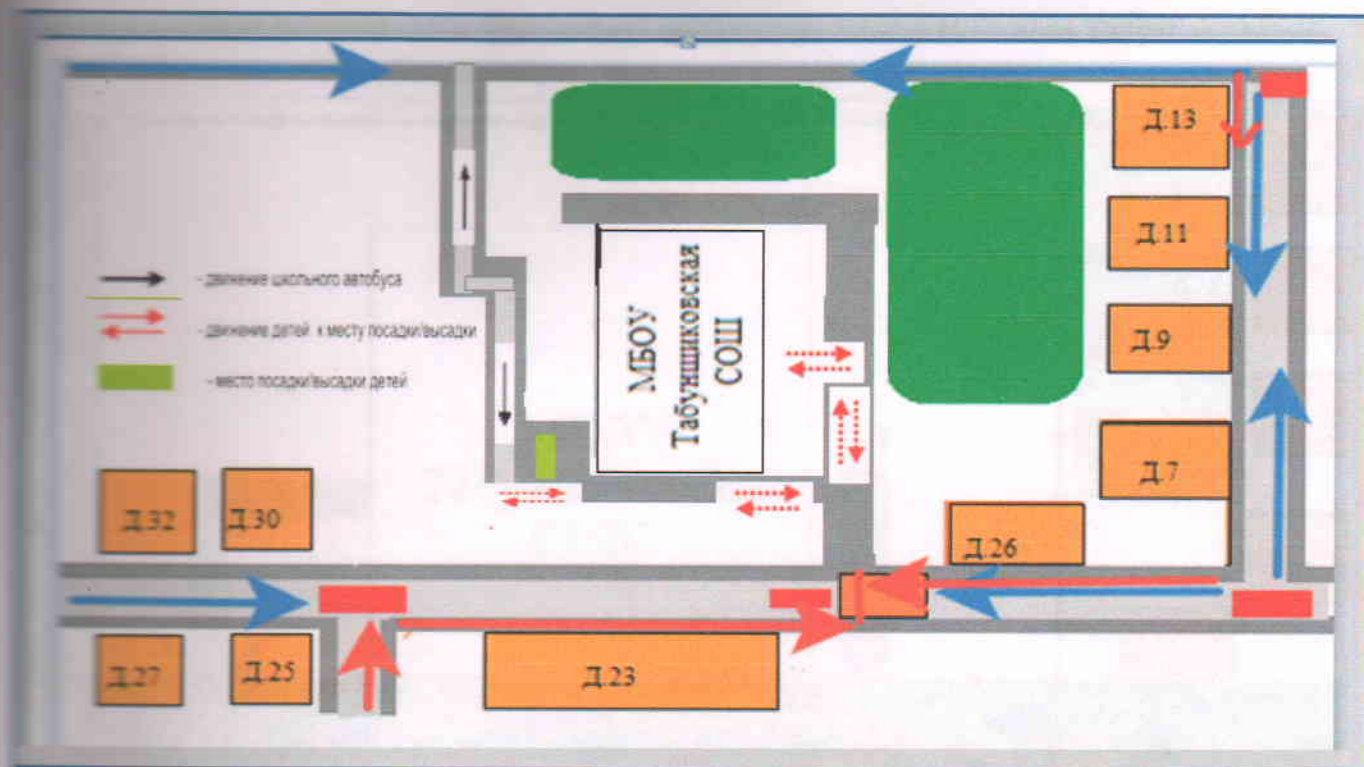 Д.13
Д.11
Д.9
Д.7
Д.26
- движение школьного автобуса
- движение детей к месту посадки/высадки
- место посадки/высадки детей
МБОУ
Табунщиковская
СОШ
Д.32
Д.30
Д.27
Д.25
Д.23